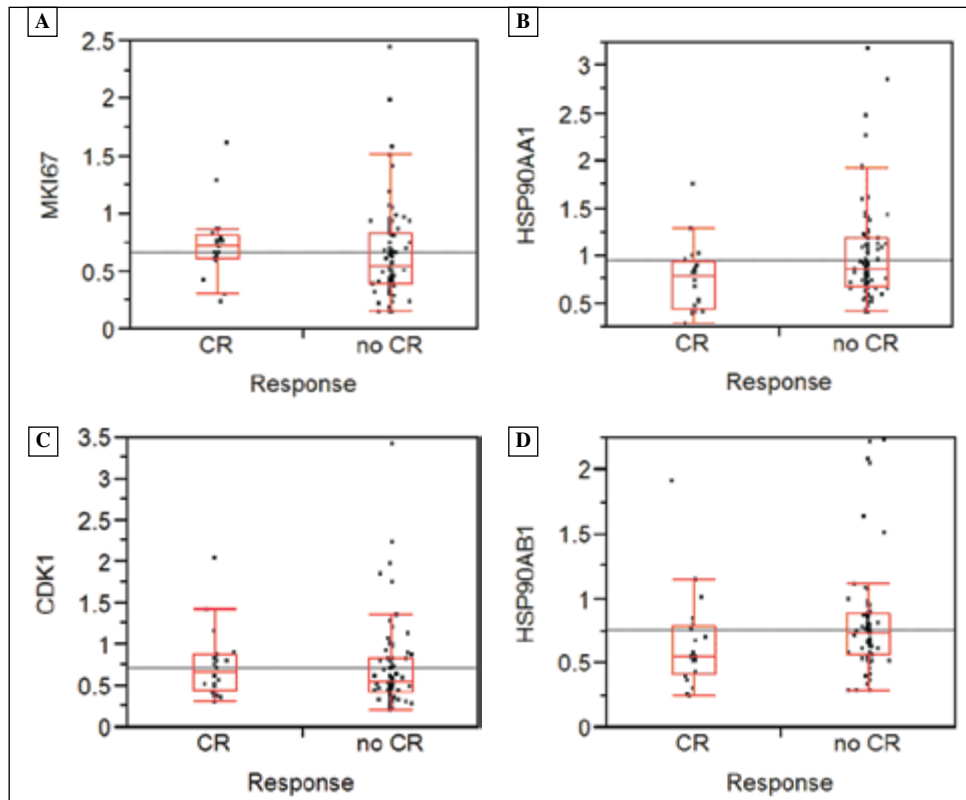 A
MKI67
2.5
2
1.5
1
0.5
0
CR no CR
Response
B
HSP90AA1
3
2.5
2
1.5
1
0.5
CR no CR
Response
C
CDK1
3.5
3
2.5
2
1.5
1
0.5
0
CR no CR
Response
D
HSP90AB1
2
1.5
1
0.5
0
CR no CR
Response